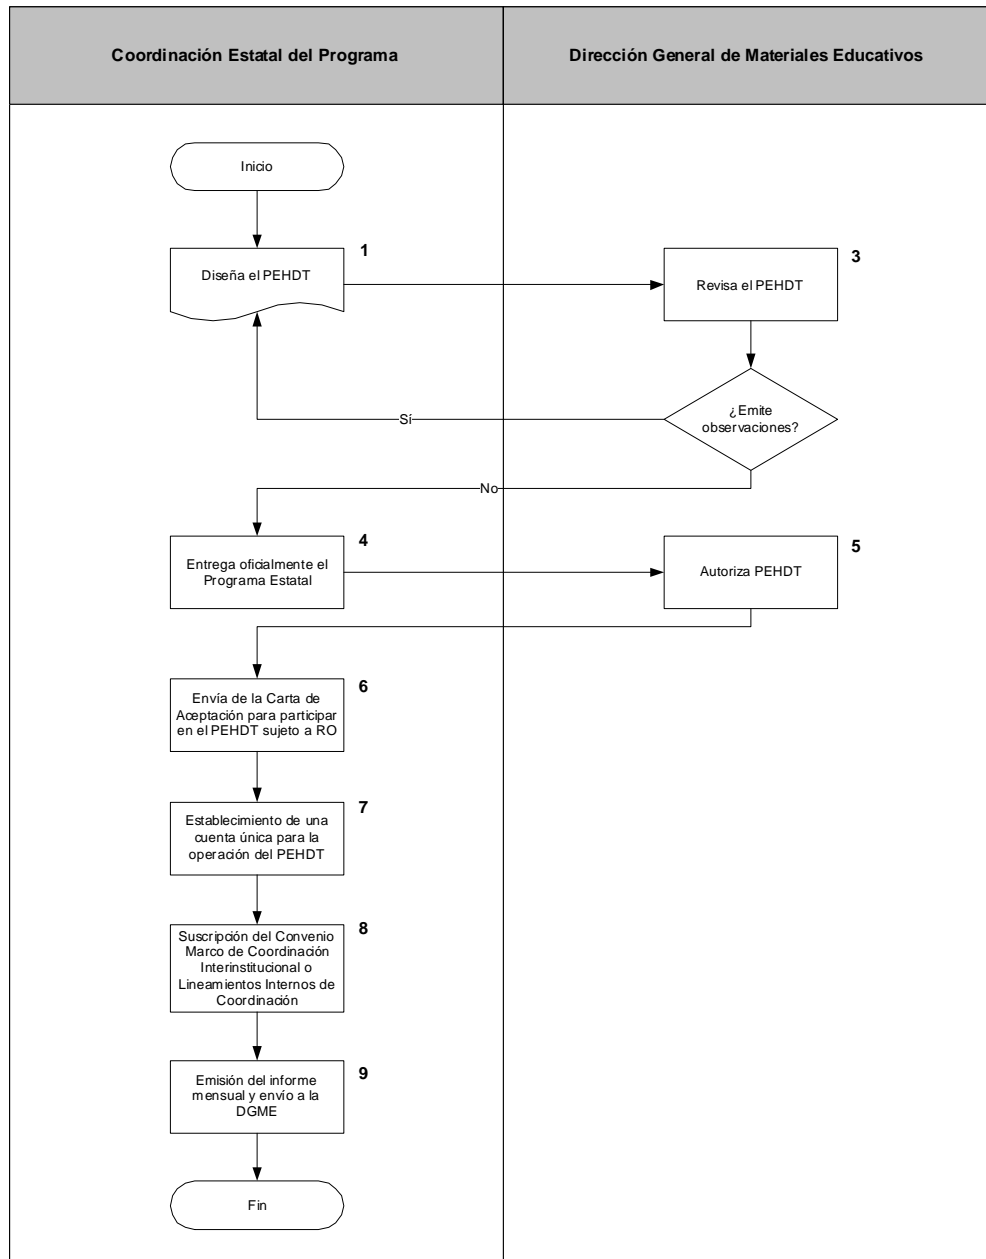 Coordinación Estatal del Programa
Dirección General de Materiales Educativos
Inicio
1
Diseña el PEHDT
3
Revisa el PEHDT
¿Emite
observaciones?
Sí
No
4
Entrega oficialmente el
Programa Estatal
5
Autoriza PEHDT
6
Envía de la Carta de
Aceptación para participar
en el PEHDT sujeto a RO
7
Establecimiento de una
cuenta única para la
operación del PEHDT
8
Suscripción del Convenio
Marco de Coordinación
Interinstitucional o
Lineamientos Internos de
Coordinación
9
Emisión del informe
mensual y envío a la
DGME
Fin